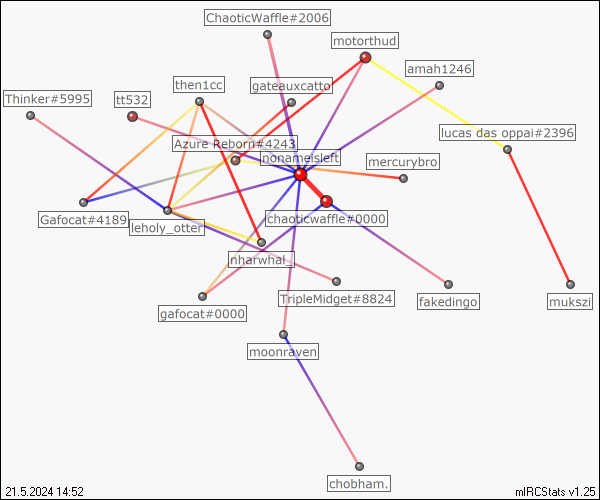 ChaoticWaffle#2006
motorthud
amah1246
then1cc
gateauxcatto
Thinker#5995
tt532
lucas das oppai#2396
Azure Reborn#4243
nonameisleft
mercurybro
Gafocat#4189
leholy_otter
chaoticwaffle#0000
nharwhal_
TripleMidget#8824
fakedingo
mukszi
gafocat#0000
moonraven
chobham.
21.5.2024 14:52
mIRCStats v1.25